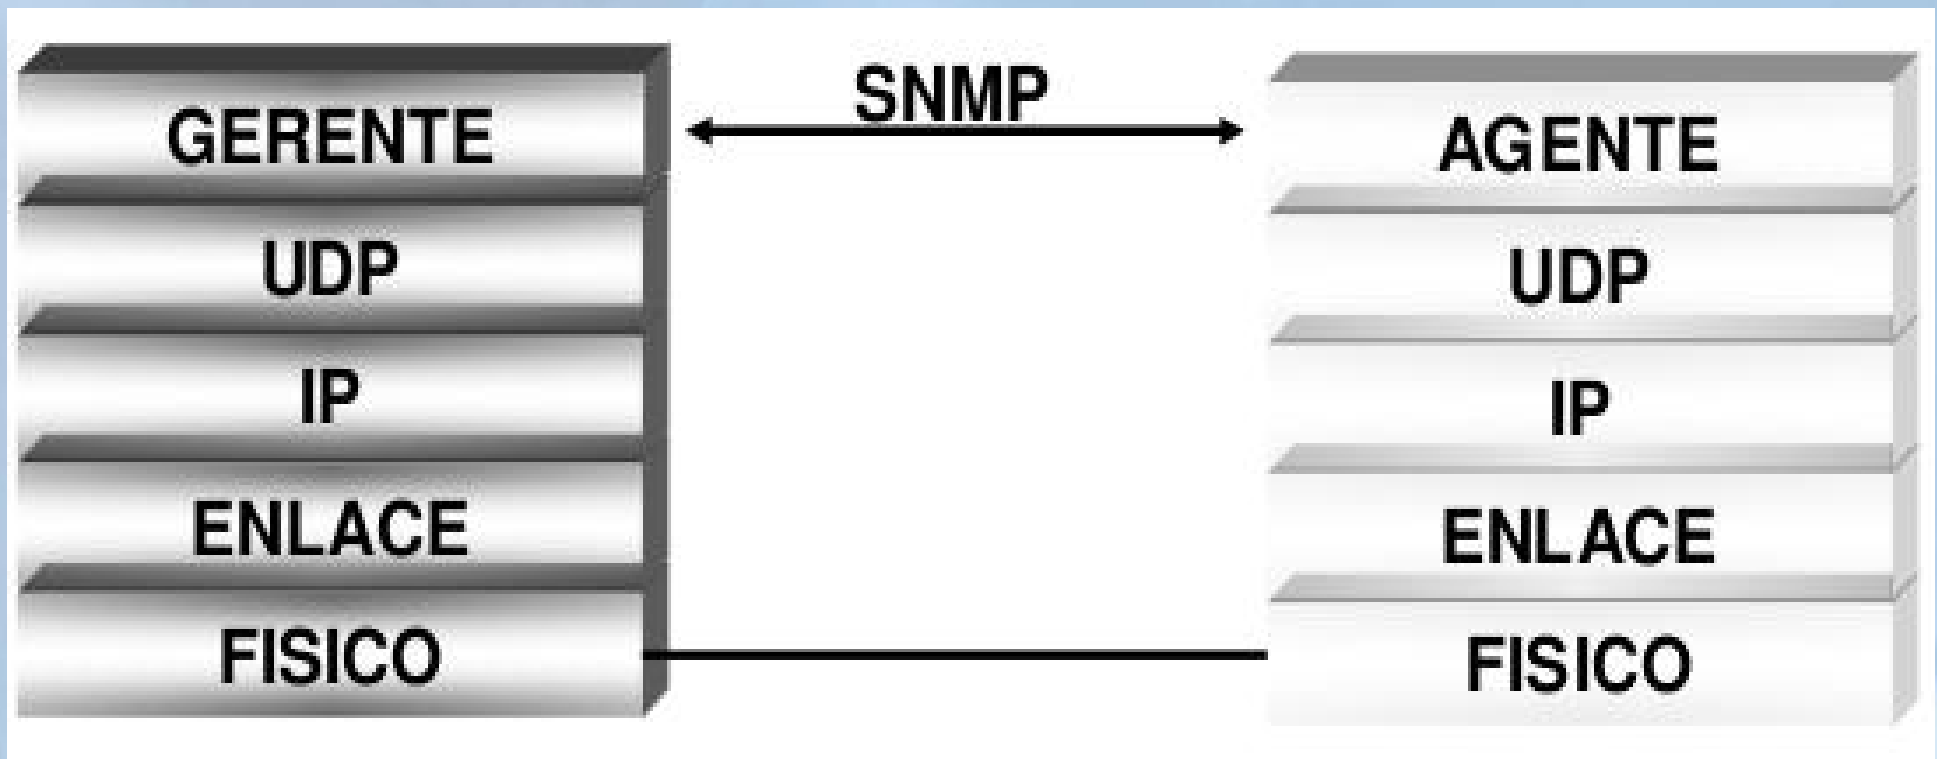 GERENTE
UDP
IP
ENLACE
FISICO
SNMP
AGENTE
UDP
IP
ENLACE
FISICO